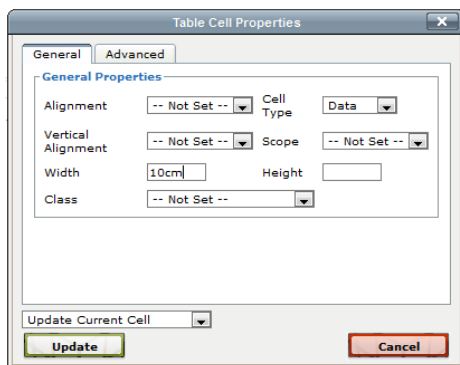 Table Cell Properties
General Advanced
General Properties
Alignment -- Not Set -- Cell Type Data
Vertical Alignment -- Not Set -- Scope -- Not Set --
Width 10cm Height
Class -- Not Set --
Update Current Cell
Update Cancel